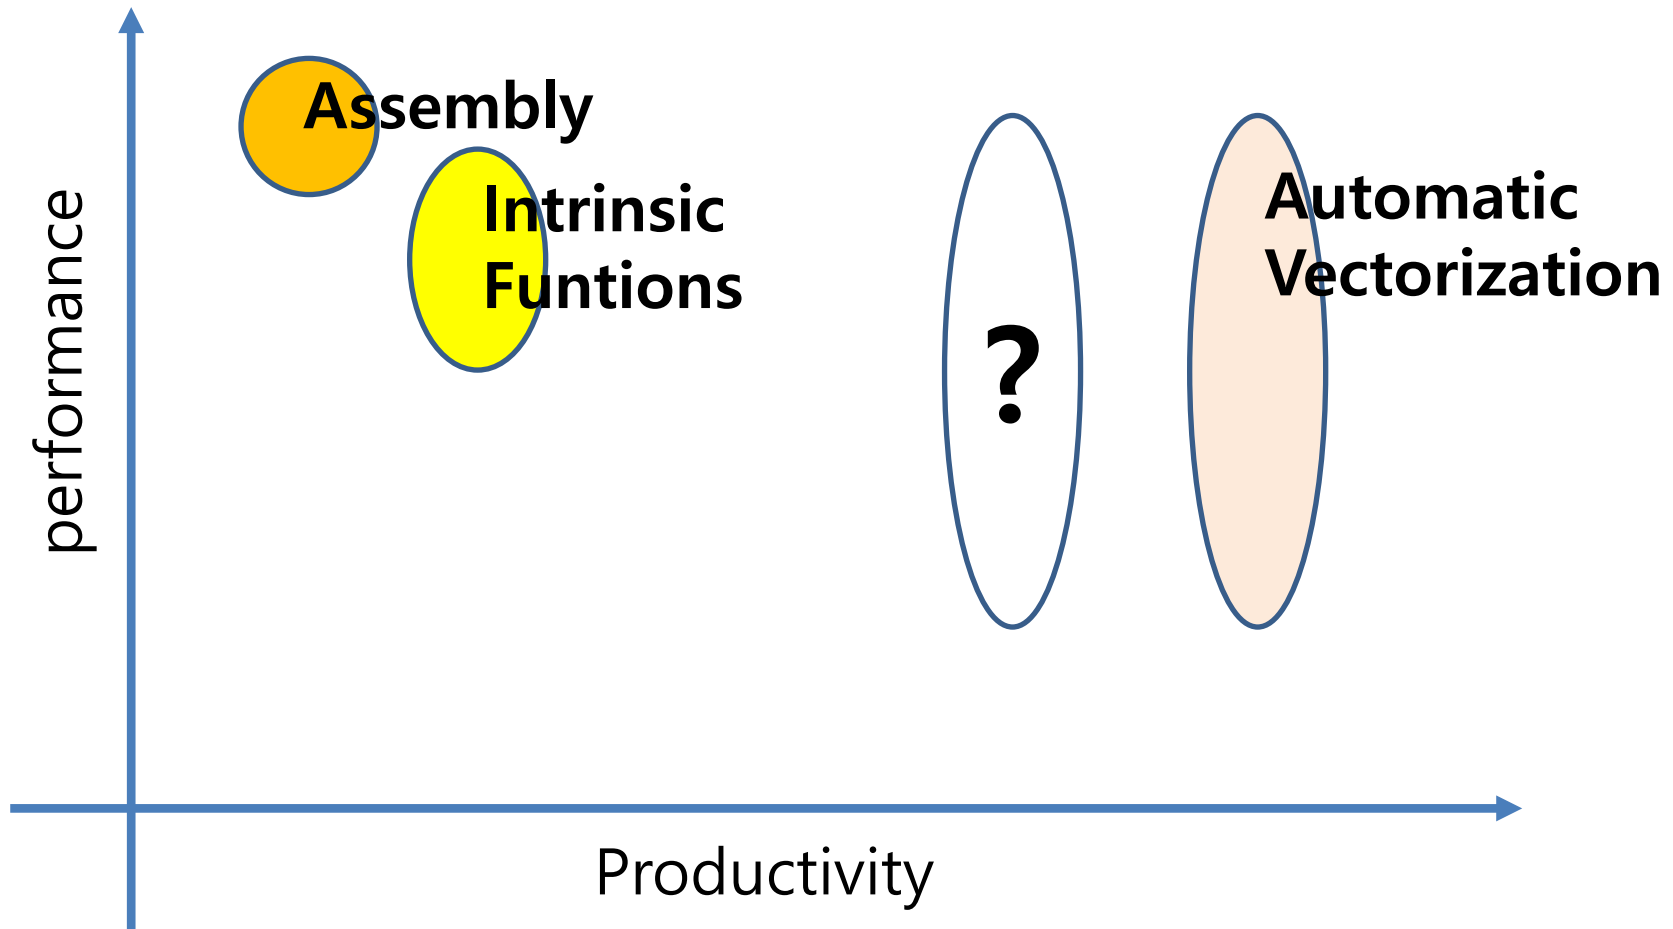 Assembly
Intrinsic
Funtions
Automatic
Vectorization
?
performance
Productivity